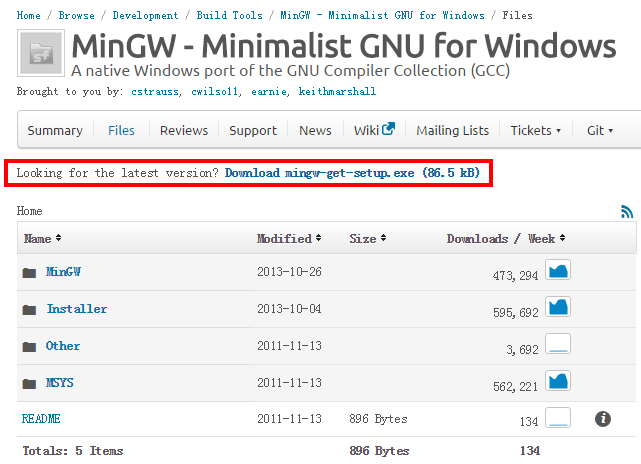 Home / Browse / Development / Build Tools / MinGW - Minimalist GNU for Windows / Files
MinGW - Minimalist GNU for Windows
A native Windows port of the GNU Compiler Collection (GCC)
Brought to you by: cstrauss, cwilso11, earnie, keithmarshall
Summary Files Reviews Support News Wiki Mailing Lists Tickets Git
Looking for the latest version? Download mingw-get-setup.exe (86.5 kB)
Home
Name Modified Size Downloads / Week
MinGW 2013-10-26 473,294
Installer 2013-10-04 595,692
Other 2011-11-13 3,692
MSYS 2011-11-13 562,221
README 2011-11-13 896 Bytes 134
Totals: 5 Items 896 Bytes 134